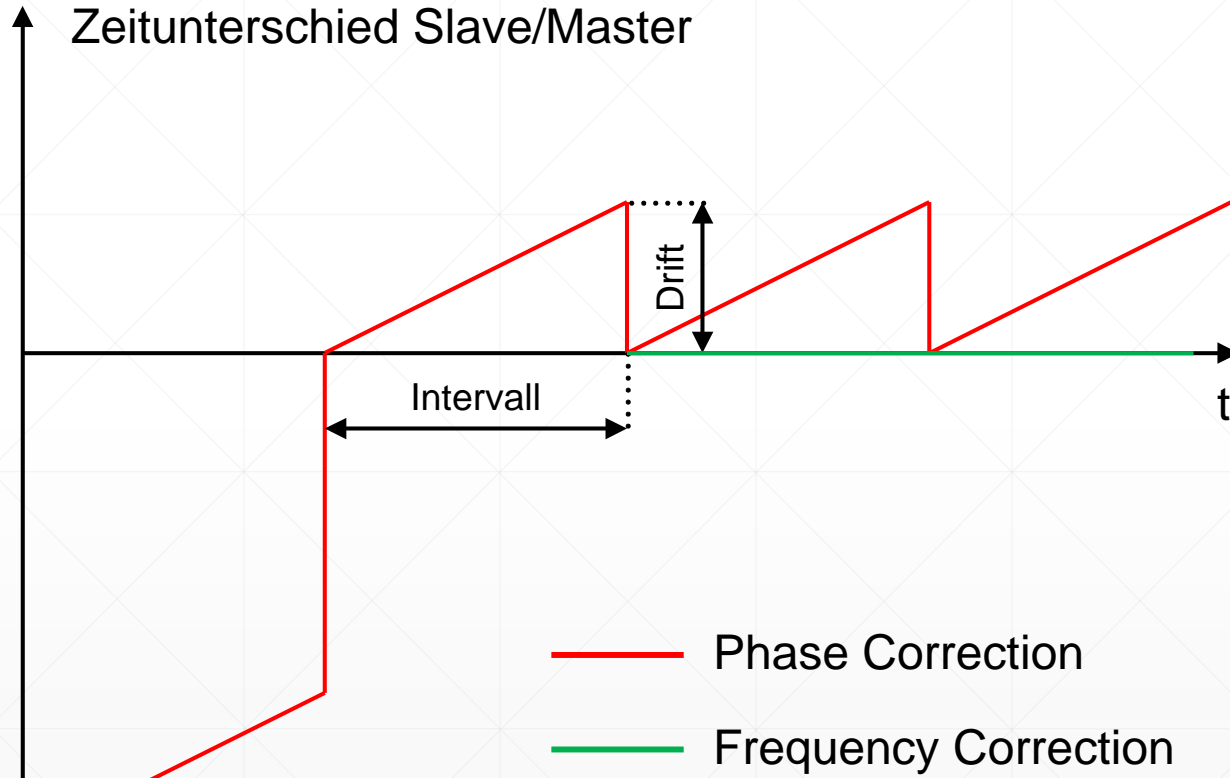 Zeitunterschied Slave/Master
Drift
Intervall
t
Phase Correction
Frequency Correction